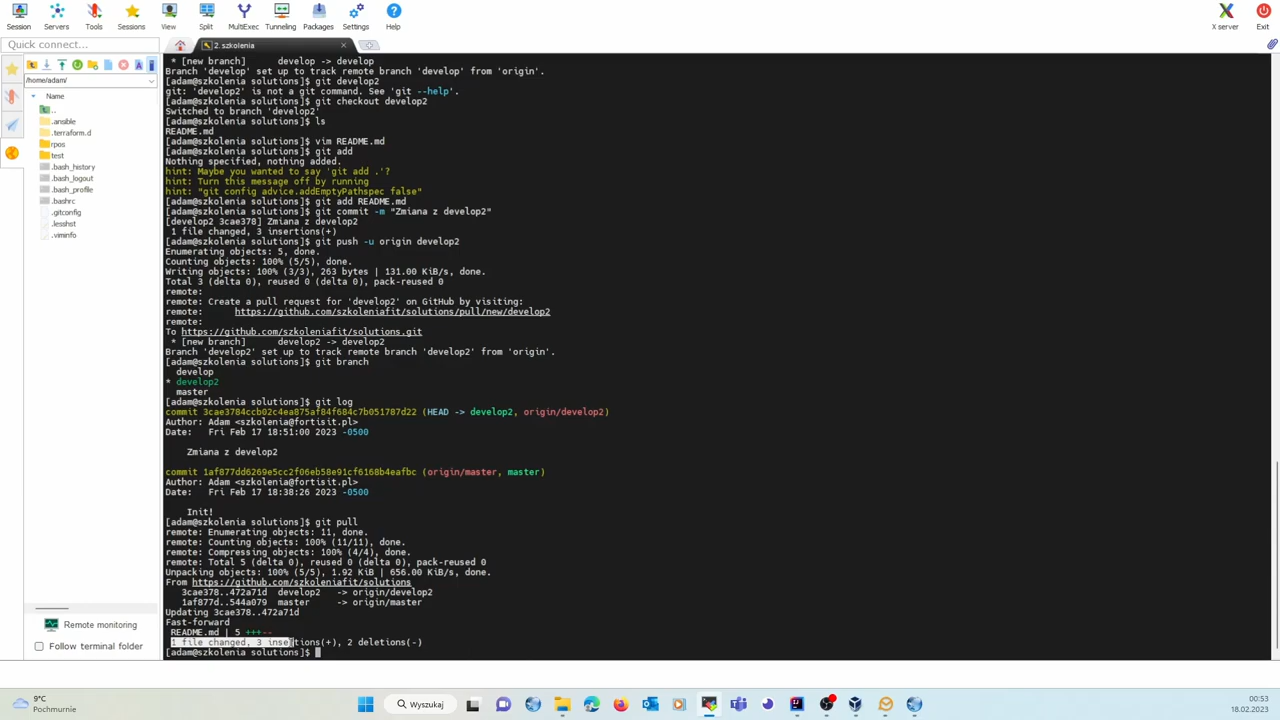 Session
Servers
Tools
Sessions
View
Split
MultiExec
Tunneling
Packages
Settings
Help
X server
Exit
Quick connect...
2. szkolenia
/home/adam/
Name
..
.ansible
.terraform.d
rpos
test
.bash_history
.bash_logout
.bash_profile
.bashrc
.gitconfig
.lesshst
.viminfo
Remote monitoring
Follow terminal folder
* [new branch]      develop -> develop
Branch 'develop' set up to track remote branch 'develop' from 'origin'.
[adam@szkolenia solutions]$ git develop2
git: 'develop2' is not a git command. See 'git --help'.
[adam@szkolenia solutions]$ git checkout develop2
Switched to branch 'develop2'
[adam@szkolenia solutions]$ ls
README.md
[adam@szkolenia solutions]$ vim README.md
[adam@szkolenia solutions]$ git add
Nothing specified, nothing added.
hint: Maybe you wanted to say 'git add .'?
hint: Turn this message off by running
hint: "git config advice.addEmptyPathspec false"
[adam@szkolenia solutions]$ git add README.md
[adam@szkolenia solutions]$ git commit -m "Zmiana z develop2"
[develop2 3cae378] Zmiana z develop2
1 file changed, 3 insertions(+)
[adam@szkolenia solutions]$ git push -u origin develop2
Enumerating objects: 5, done.
Counting objects: 100% (5/5), done.
Writing objects: 100% (3/3), 263 bytes | 131.00 KiB/s, done.
Total 3 (delta 0), reused 0 (delta 0), pack-reused 0
remote:
remote: Create a pull request for 'develop2' on GitHub by visiting:
remote:      https://github.com/szkoleniafit/solutions/pull/new/develop2
remote:
To https://github.com/szkoleniafit/solutions.git
* [new branch]      develop2 -> develop2
Branch 'develop2' set up to track remote branch 'develop2' from 'origin'.
[adam@szkolenia solutions]$ git branch
develop
* develop2
master
[adam@szkolenia solutions]$ git log
commit 3cae3784ccb02c4ea875af84f684c7b051787d22 (HEAD -> develop2, origin/develop2)
Author: Adam <szkolenia@fortisit.pl>
Date:   Fri Feb 17 18:51:00 2023 -0500
Zmiana z develop2
commit 1af877dd6269e5cc2f06eb58e91cf6168b4eafbc (origin/master, master)
Author: Adam <szkolenia@fortisit.pl>
Date:   Fri Feb 17 18:38:26 2023 -0500
Init!
[adam@szkolenia solutions]$ git pull
remote: Enumerating objects: 11, done.
remote: Counting objects: 100% (11/11), done.
remote: Compressing objects: 100% (4/4), done.
remote: Total 5 (delta 0), reused 0 (delta 0), pack-reused 0
Unpacking objects: 100% (5/5), 1.92 KiB | 656.00 KiB/s, done.
From https://github.com/szkoleniafit/solutions
3cae378..472a71d  develop2   -> origin/develop2
1af877d..544a079  master     -> origin/master
Updating 3cae378..472a71d
Fast-forward
README.md | 5 +++--
1 file changed, 3 insertions(+), 2 deletions(-)
[adam@szkolenia solutions]$
9°C
Pochmurnie
Wyszukaj
00:53
18.02.2023